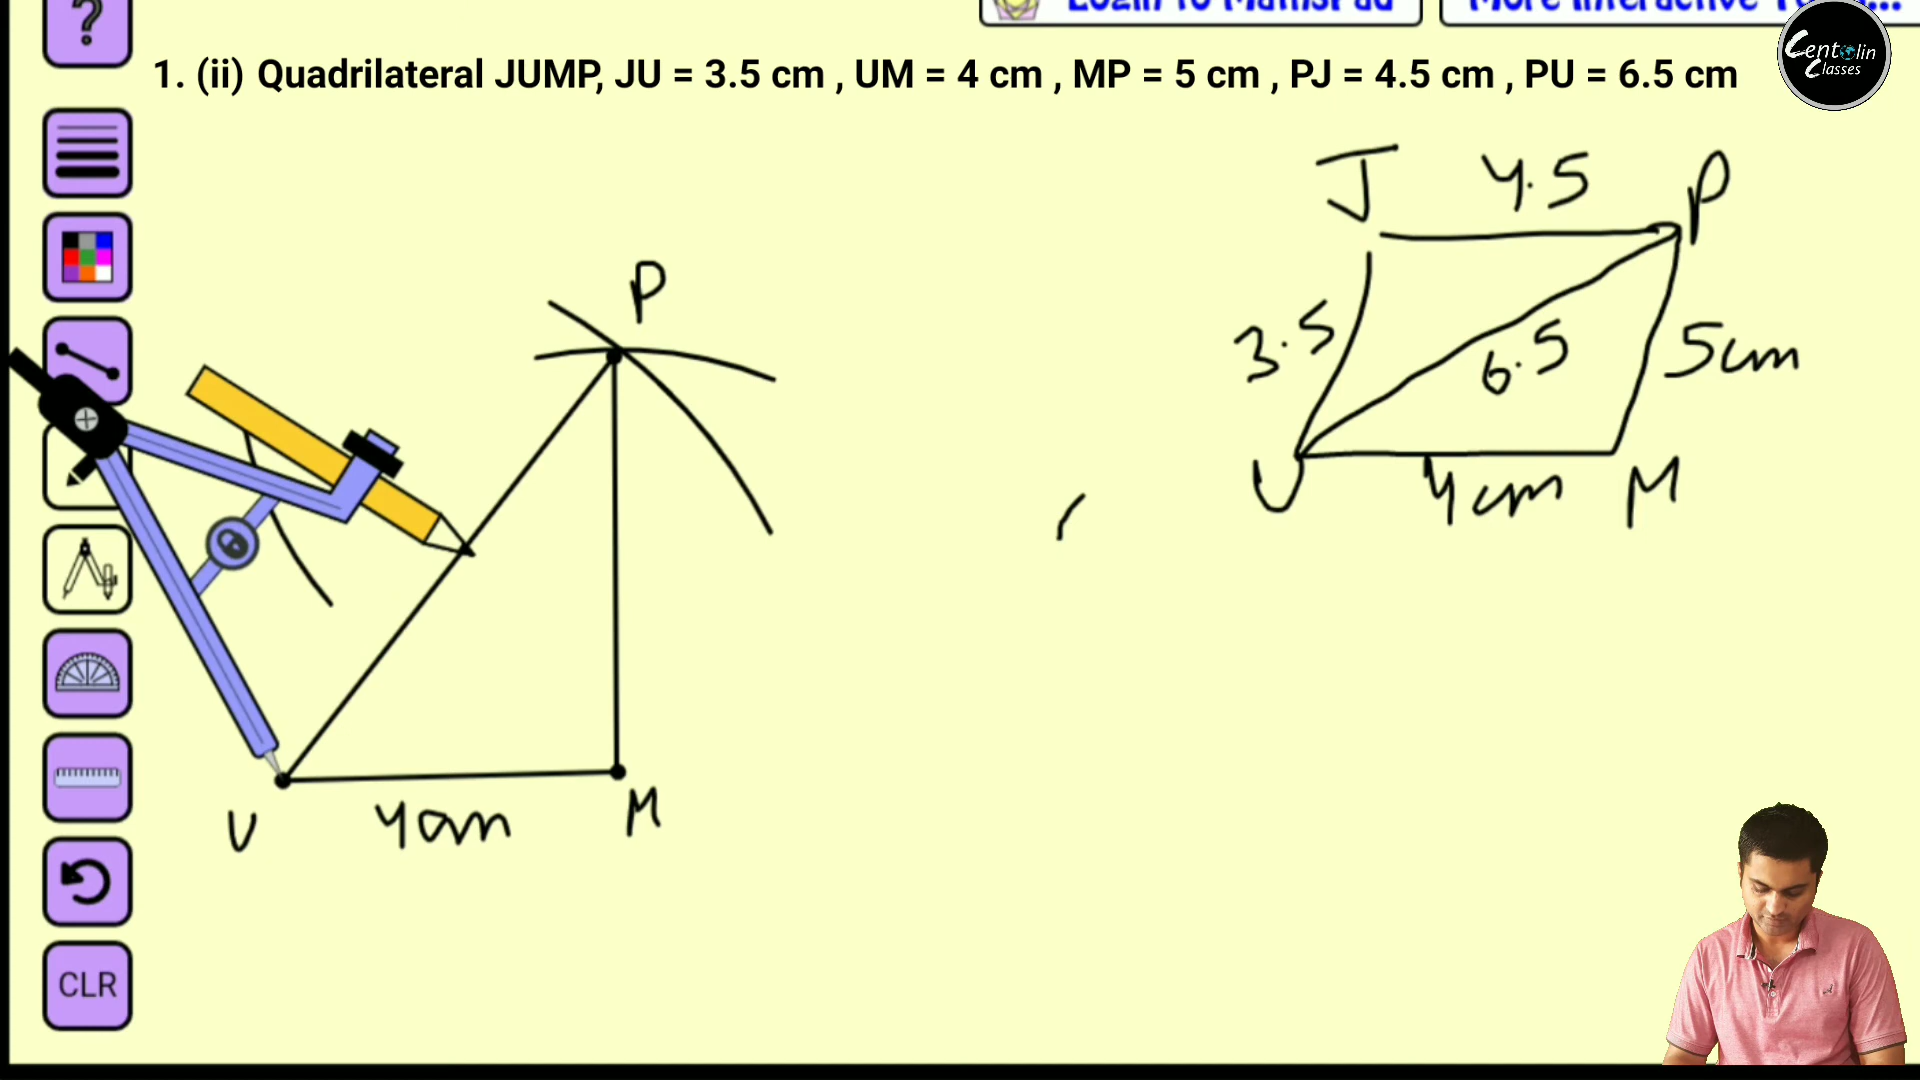 ?
1. (ii) Quadrilateral JUMP, JU = 3.5 cm , UM = 4 cm , MP = 5 cm , PJ = 4.5 cm , PU = 6.5 cm
Centolin
Classes
J 4.5 P
P
3.5 6.5 5cm
U 4cm M
U 4cm M
CLR